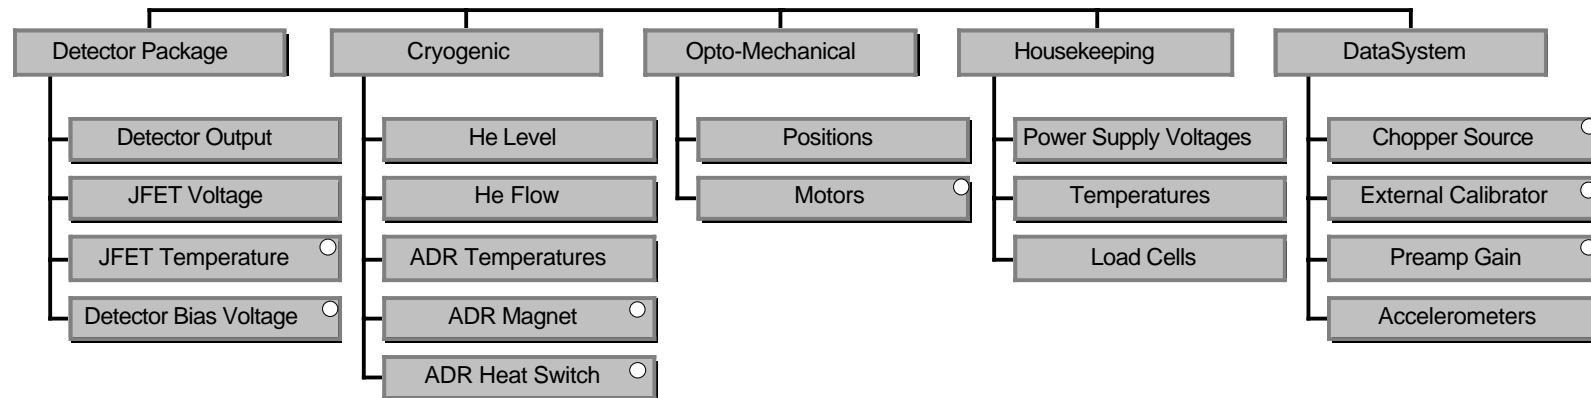 Detector Package
Cryogenic
Opto-Mechanical
Housekeeping
DataSystem
Detector Output
JFET Voltage
JFET Temperature
Detector Bias Voltage
He Level
He Flow
ADR Temperatures
ADR Magnet
ADR Heat Switch
Positions
Motors
Power Supply Voltages
Temperatures
Load Cells
Chopper Source
External Calibrator
Preamp Gain
Accelerometers